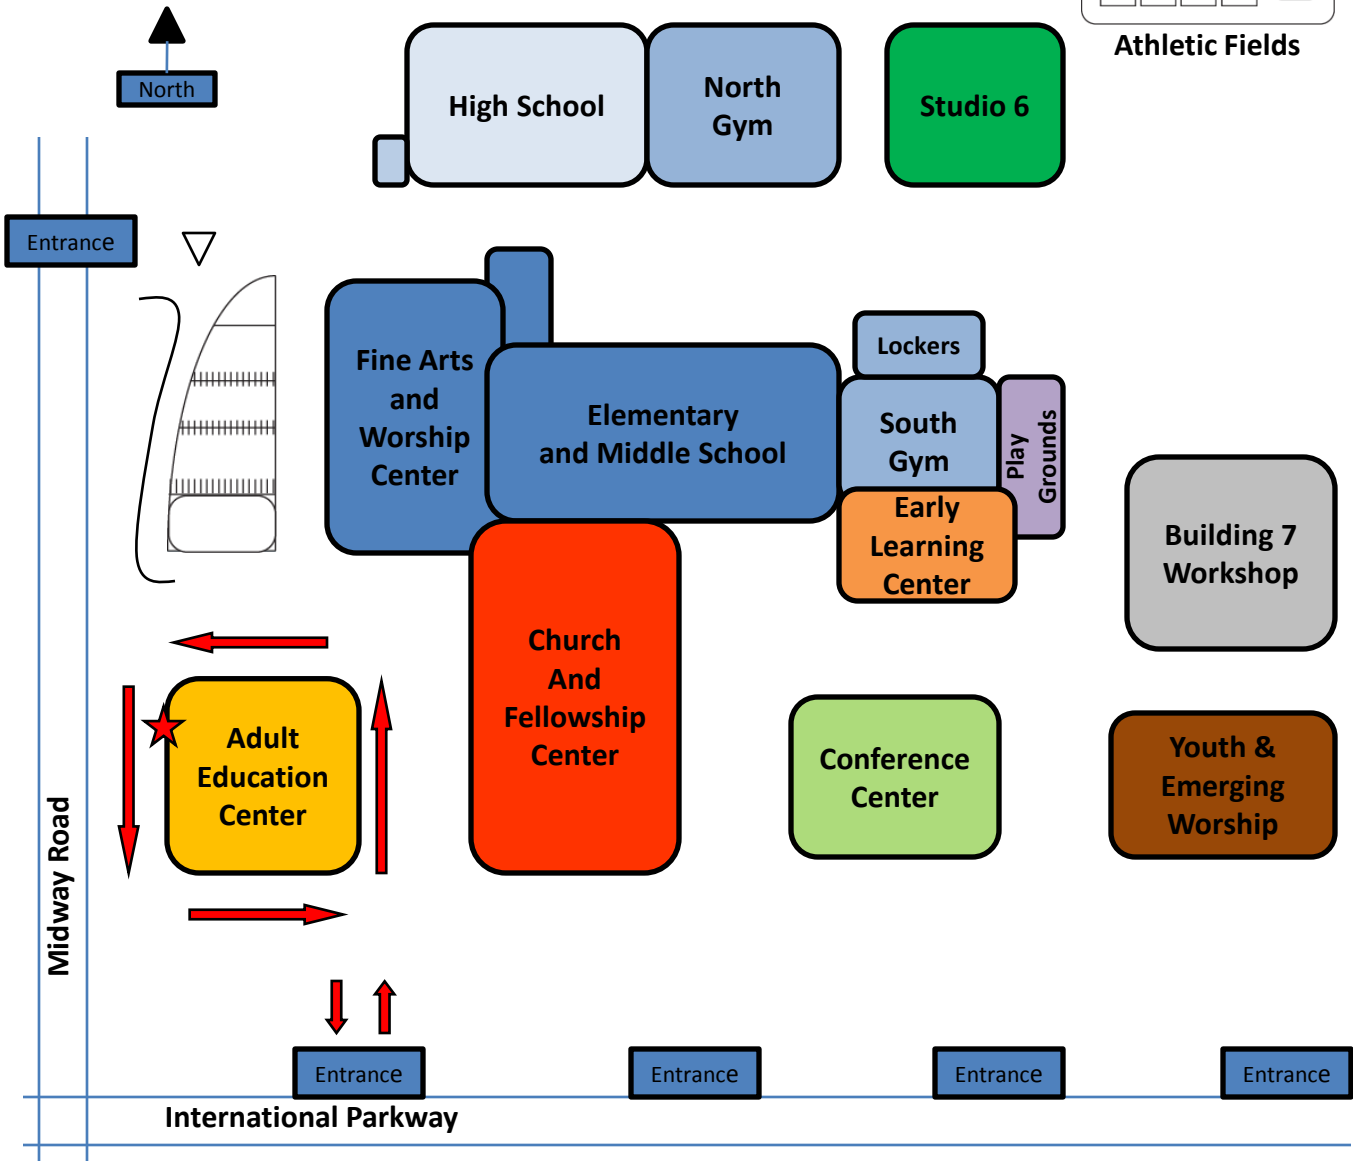 Athletic Fields
North
High School
North
Gym
Studio 6
Entrance
Fine Arts
and
Worship
Center
Elementary
and Middle School
Lockers
South
Gym
Play
Grounds
Early
Learning
Center
Building 7
Workshop
Church
And
Fellowship
Center
Adult
Education
Center
Conference
Center
Youth &
Emerging
Worship
Midway Road
Entrance
Entrance
Entrance
Entrance
International Parkway